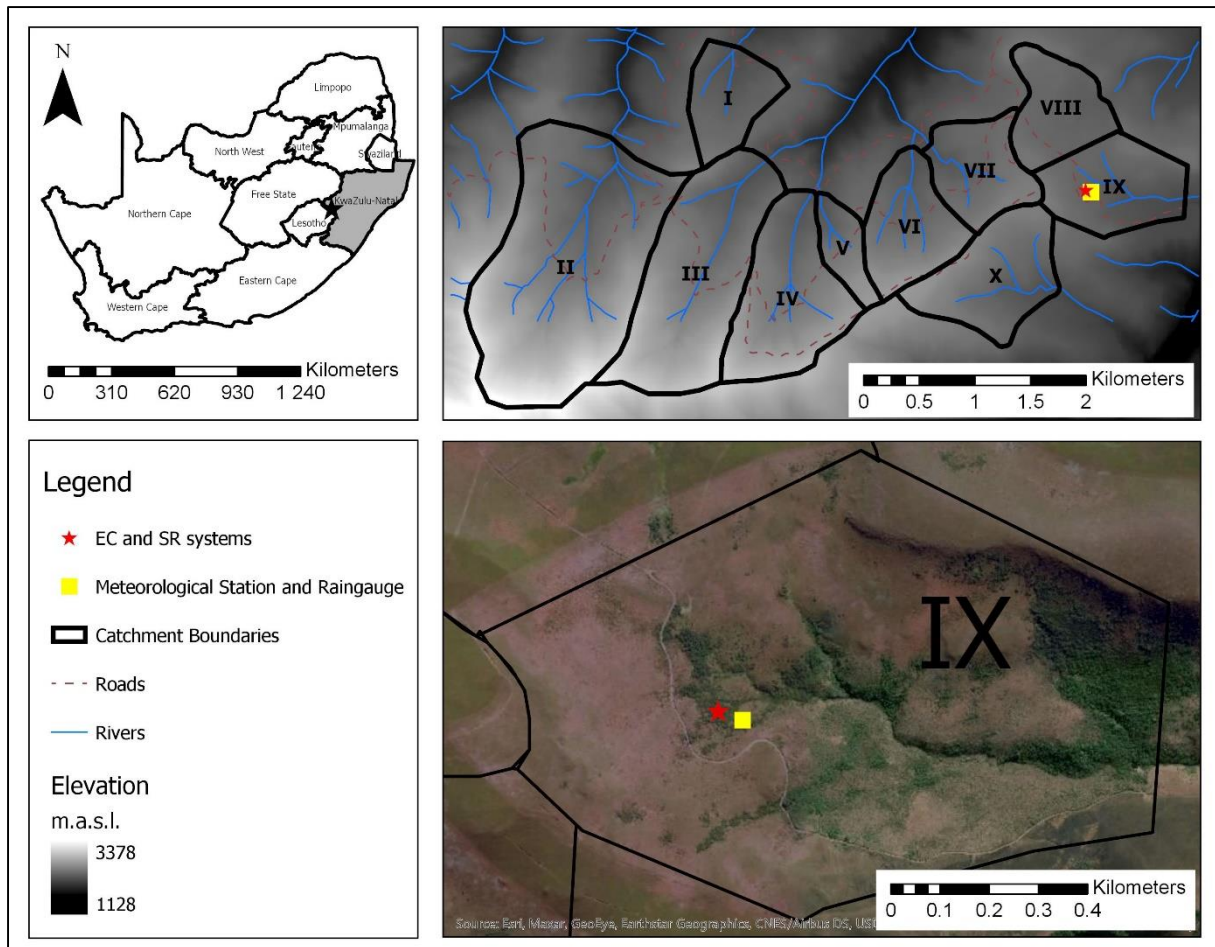 N
Limpopo
Mpumalanga
North West
Gauteng
Swaziland
Free State
KwaZulu-Natal
Northern Cape
Lesotho
Eastern Cape
Western Cape
Kilometers
0 310 620 930 1 240
I
II
III
IV
V
VI
VII
VIII
IX
X
Kilometers
0 0.5 1 1.5 2
Legend
EC and SR systems
Meteorological Station and Raingauge
Catchment Boundaries
Roads
Rivers
Elevation
m.a.s.l.
3378
1128
IX
Kilometers
0 0.1 0.2 0.3 0.4
Source: Esri, Maxar, GeoEye, Earthstar Geographics, CNES/Airbus DS,